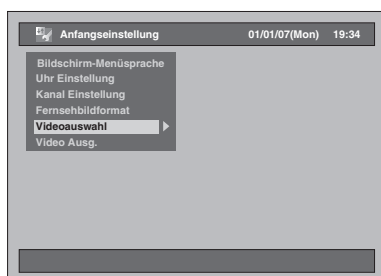 Anfangseinstellung 01/01/07(Mon) 19:34
Bildschirm-Menüsprache
Uhr Einstellung
Kanal Einstellung
Fernsehbildformat
Videoauswahl
Video Ausg.